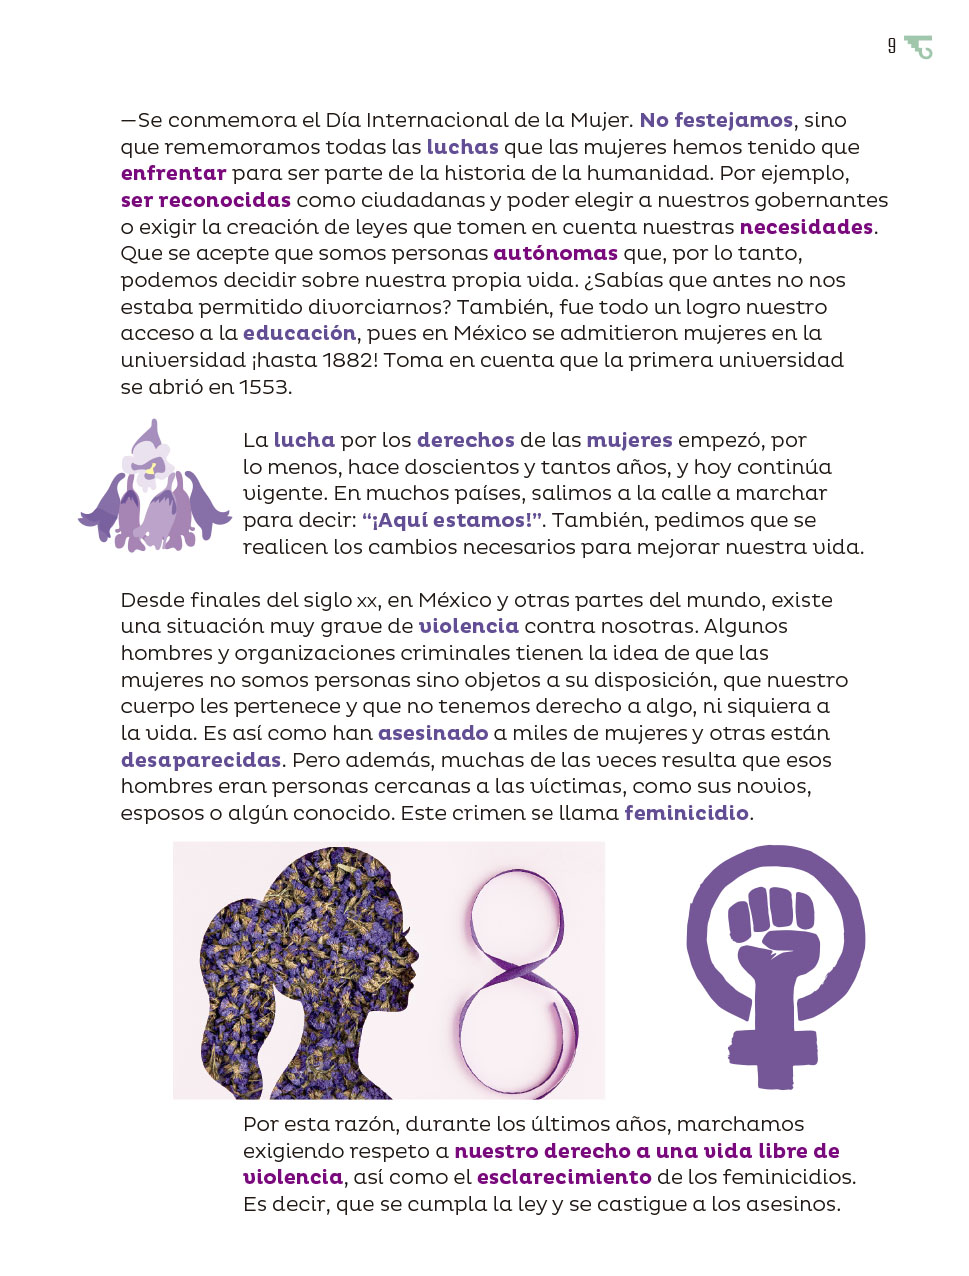 9
—Se conmemora el Día Internacional de la Mujer. No festejamos, sino
que rememoramos todas las luchas que las mujeres hemos tenido que
enfrentar para ser parte de la historia de la humanidad. Por ejemplo,
ser reconocidas como ciudadanas y poder elegir a nuestros gobernantes
o exigir la creación de leyes que tomen en cuenta nuestras necesidades.
Que se acepte que somos personas autónomas que, por lo tanto,
podemos decidir sobre nuestra propia vida. ¿Sabías que antes no nos
estaba permitido divorciarnos? También, fue todo un logro nuestro
acceso a la educación, pues en México se admitieron mujeres en la
universidad ¡hasta 1882! Toma en cuenta que la primera universidad
se abrió en 1553.
La lucha por los derechos de las mujeres empezó, por
lo menos, hace doscientos y tantos años, y hoy continúa
vigente. En muchos países, salimos a la calle a marchar
para decir: “¡Aquí estamos!”. También, pedimos que se
realicen los cambios necesarios para mejorar nuestra vida.
Desde finales del siglo xx, en México y otras partes del mundo, existe
una situación muy grave de violencia contra nosotras. Algunos
hombres y organizaciones criminales tienen la idea de que las
mujeres no somos personas sino objetos a su disposición, que nuestro
cuerpo les pertenece y que no tenemos derecho a algo, ni siquiera a
la vida. Es así como han asesinado a miles de mujeres y otras están
desaparecidas. Pero además, muchas de las veces resulta que esos
hombres eran personas cercanas a las víctimas, como sus novios,
esposos o algún conocido. Este crimen se llama feminicidio.
8
Por esta razón, durante los últimos años, marchamos
exigiendo respeto a nuestro derecho a una vida libre de
violencia, así como el esclarecimiento de los feminicidios.
Es decir, que se cumpla la ley y se castigue a los asesinos.